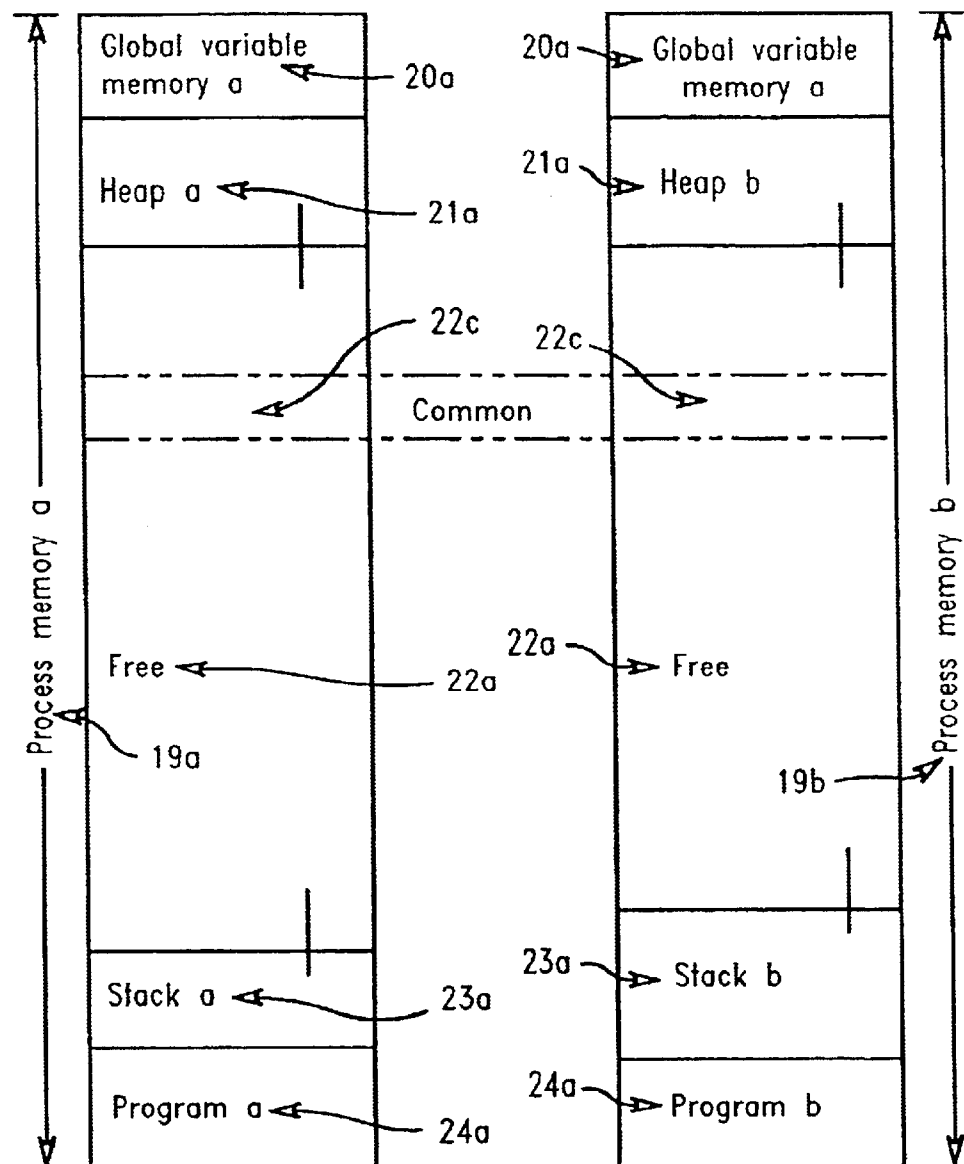 Global variable
memory a
20a
Heap a
21a
22c
Common
Process memory a
Free
22a
19a
Stack a
23a
Program a
24a
20a
Global variable
memory a
21a
Heap b
22c
22a
Free
Process memory b
19b
23a
Stack b
24a
Program b